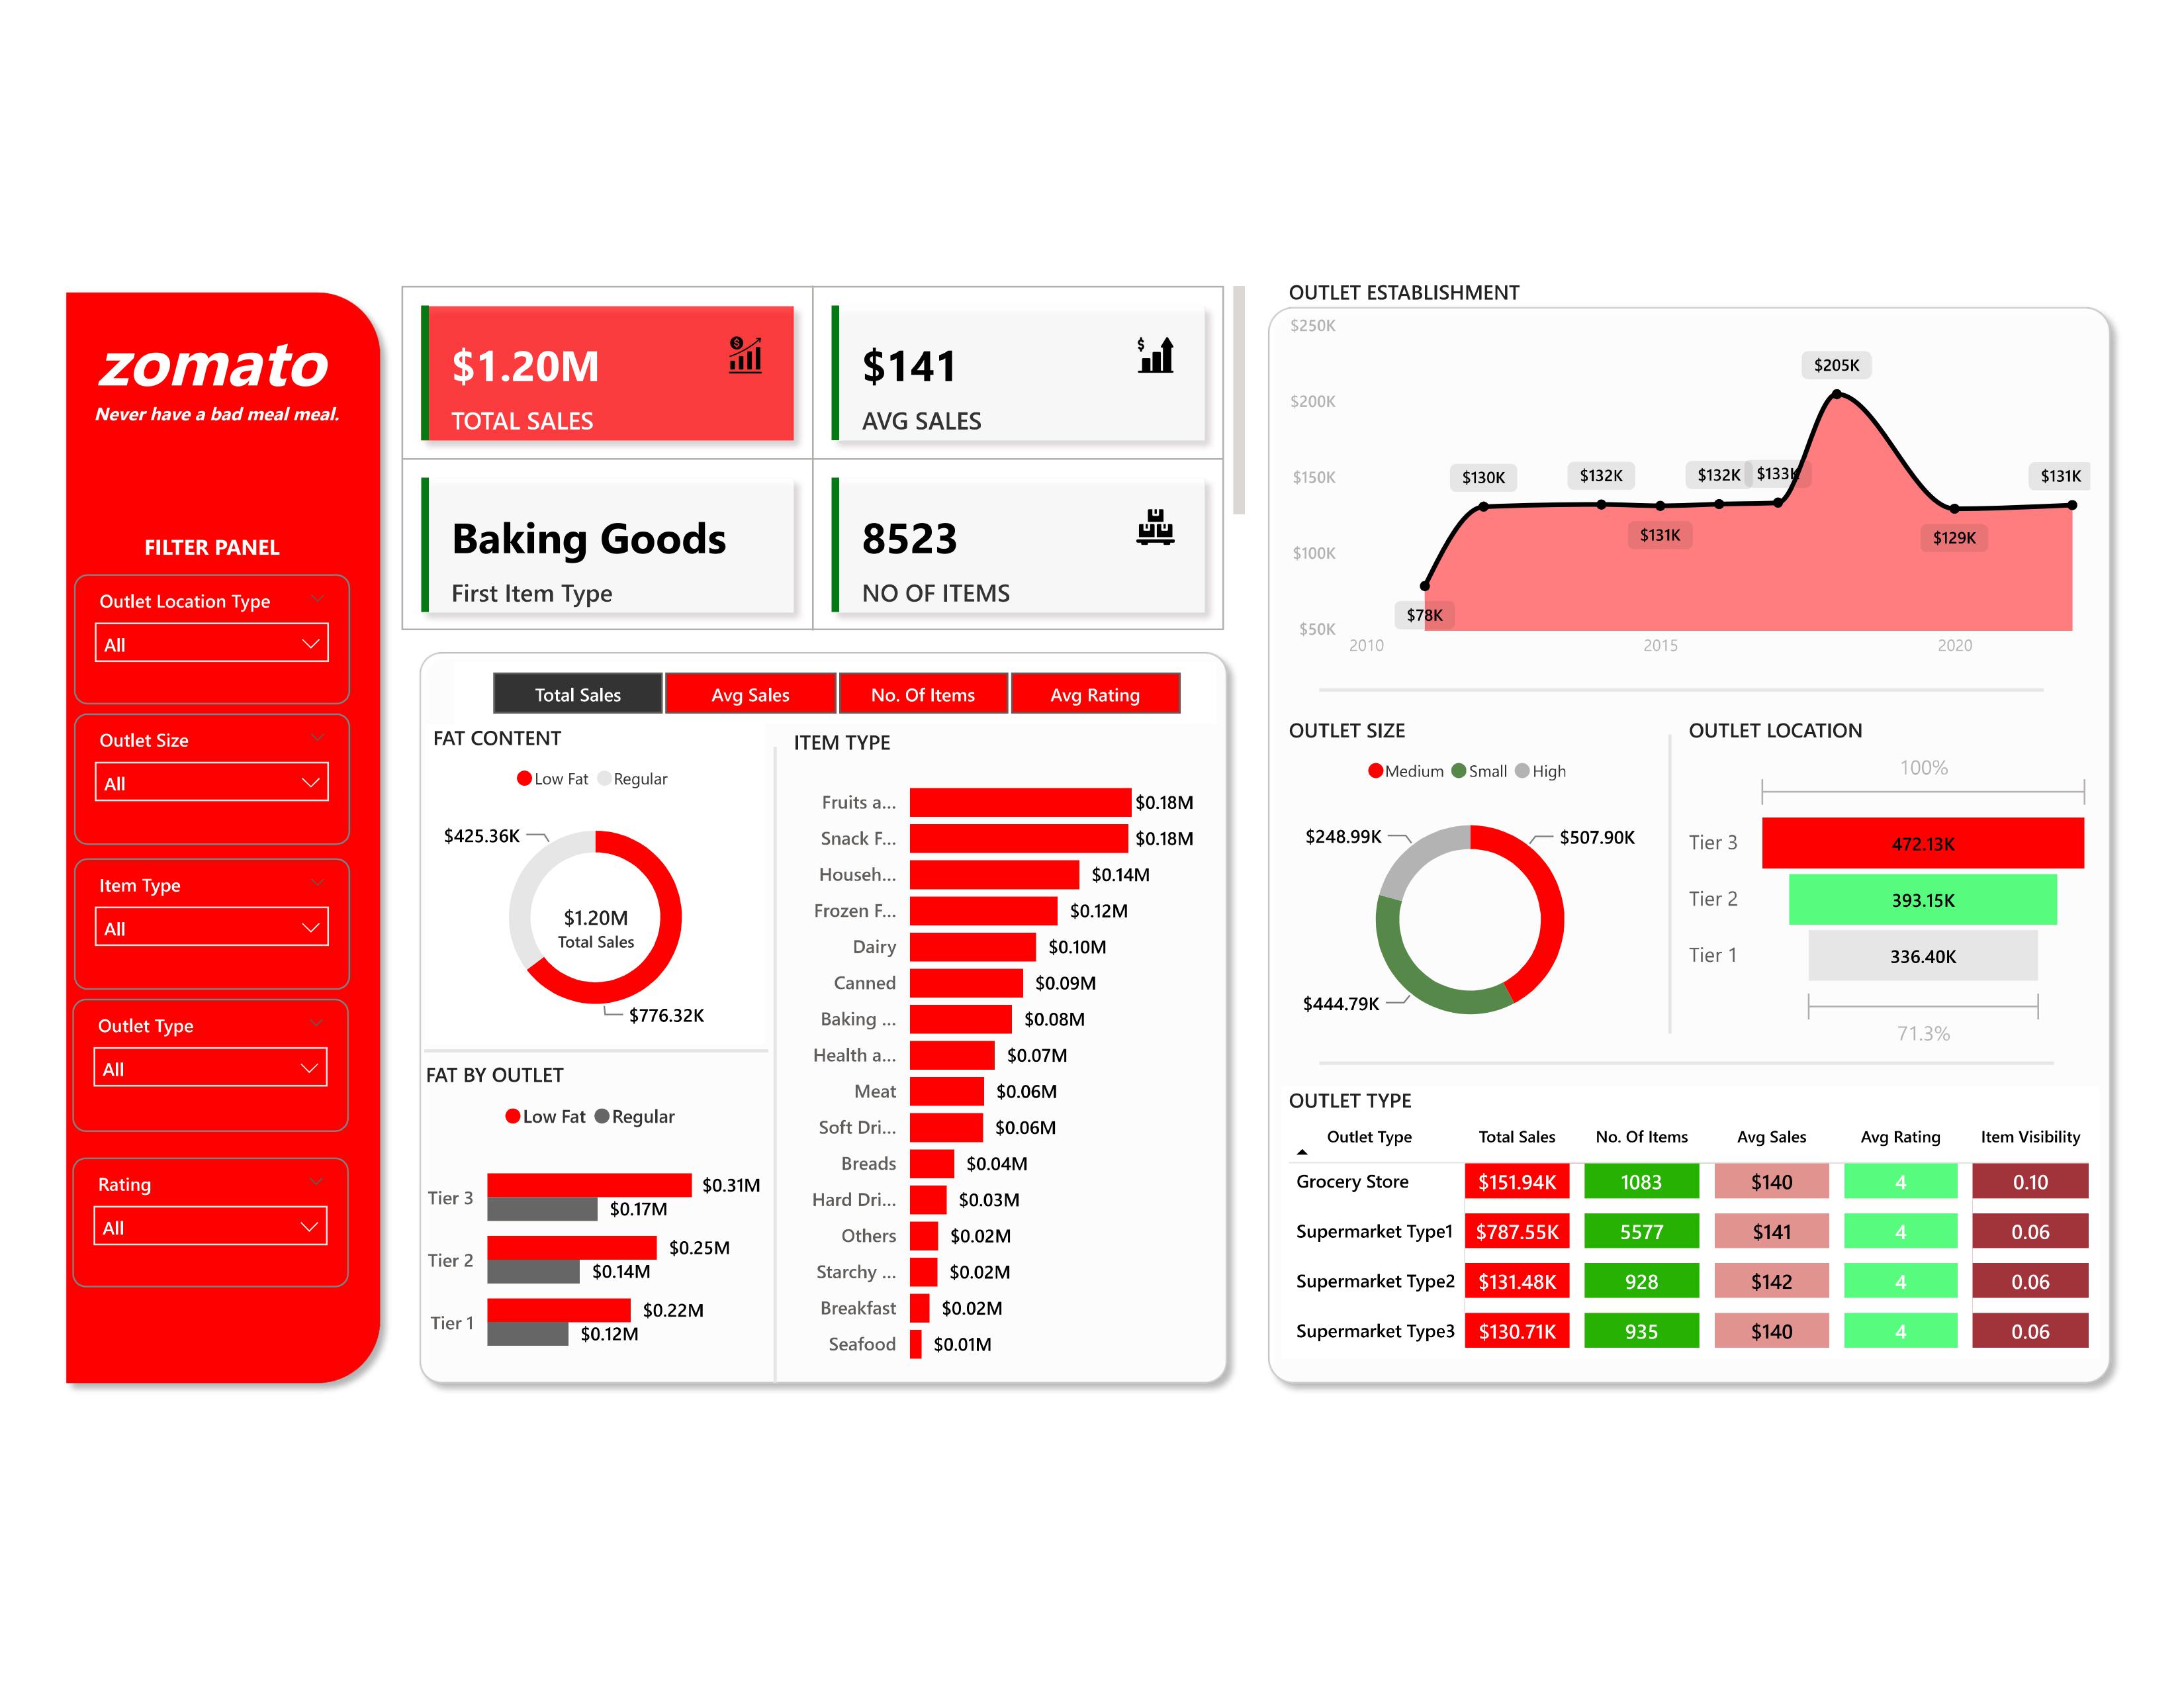 zomato
Never have a bad meal meal.
FILTER PANEL
Outlet Location Type
All
Outlet Size
All
Item Type
All
Outlet Type
All
Rating
All
$1.20M
TOTAL SALES
$141
AVG SALES
Baking Goods
First Item Type
8523
NO OF ITEMS
Total Sales Avg Sales No. Of Items Avg Rating
FAT CONTENT
Low Fat Regular
$425.36K
$1.20M
Total Sales
$776.32K
FAT BY OUTLET
Low Fat Regular
Tier 3 $0.31M
$0.17M
Tier 2 $0.25M
$0.14M
Tier 1 $0.22M
$0.12M
ITEM TYPE
Fruits a... $0.18M
Snack F... $0.18M
Househ... $0.14M
Frozen F... $0.12M
Dairy $0.10M
Canned $0.09M
Baking ... $0.08M
Health a... $0.07M
Meat $0.06M
Soft Dri... $0.06M
Breads $0.04M
Hard Dri... $0.03M
Others $0.02M
Starchy ... $0.02M
Breakfast $0.02M
Seafood $0.01M
OUTLET ESTABLISHMENT
$250K
$200K
$150K
$100K
$50K
$78K
$130K
$132K
$131K
$132K
$133K
$205K
$129K
$131K
2010 2015 2020
OUTLET SIZE
Medium Small High
$248.99K
$507.90K
$444.79K
OUTLET LOCATION
100%
Tier 3 472.13K
Tier 2 393.15K
Tier 1 336.40K
71.3%
OUTLET TYPE
Outlet Type Total Sales No. Of Items Avg Sales Avg Rating Item Visibility
Grocery Store $151.94K 1083 $140 4 0.10
Supermarket Type1 $787.55K 5577 $141 4 0.06
Supermarket Type2 $131.48K 928 $142 4 0.06
Supermarket Type3 $130.71K 935 $140 4 0.06